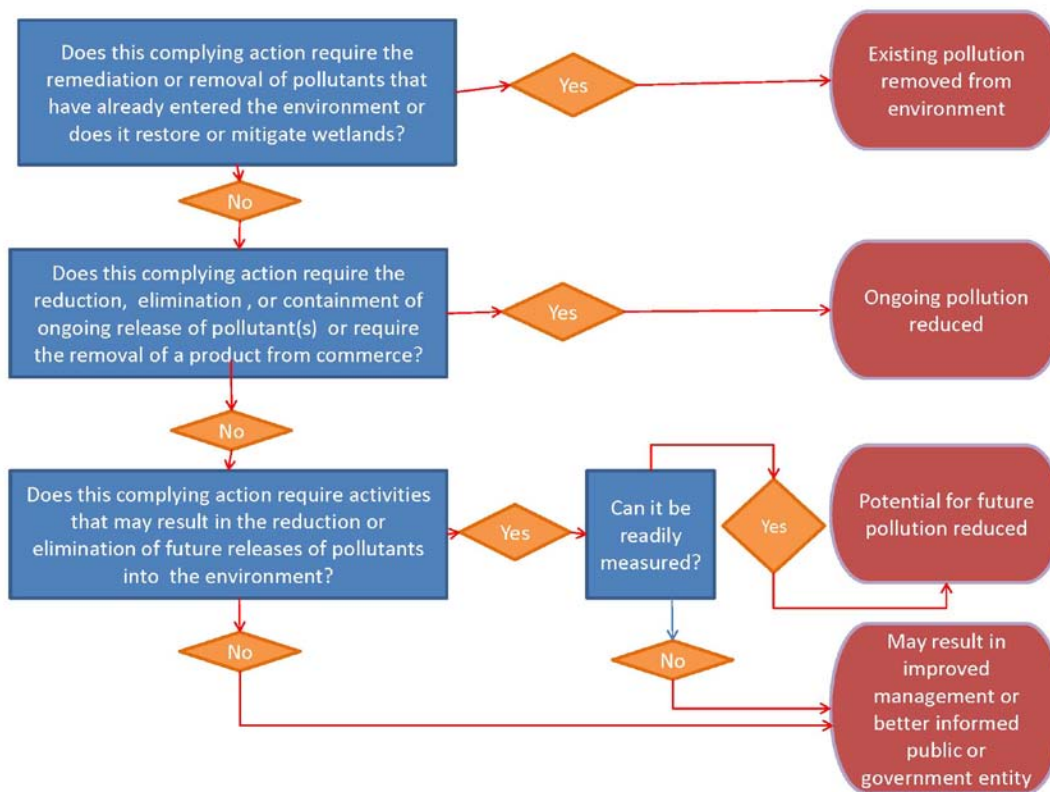 Does this complying action require the
remediation or removal of pollutants that
have already entered the environment or
does it restore or mitigate wetlands?
Yes
Existing pollution
removed from
environment
No
Does this complying action require the
reduction, elimination , or containment of
ongoing release of pollutant(s) or require
the removal of a product from commerce?
Yes
Ongoing pollution
reduced
No
Does this complying action require activities
that may result in the reduction or
elimination of future releases of pollutants
into the environment?
Yes
Can it be
readily
measured?
Yes
Potential for future
pollution reduced
No
No
May result in
improved
management or
better informed
public or
government entity